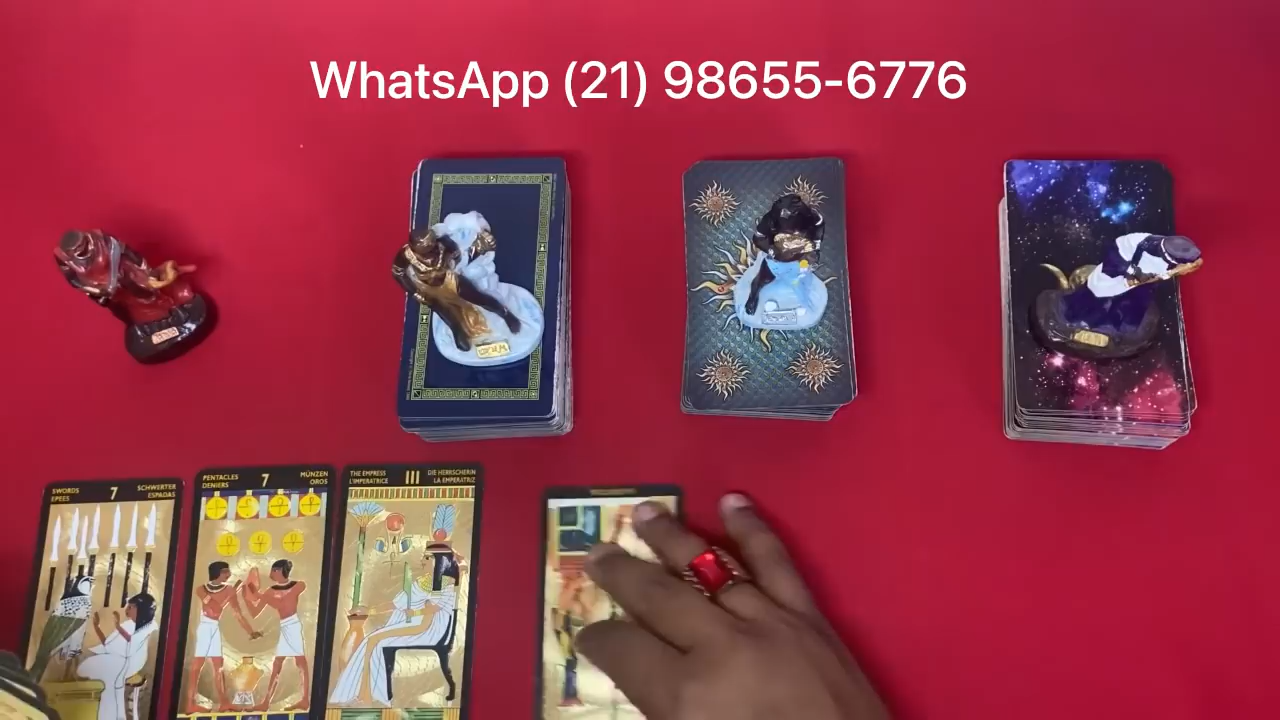 WhatsApp (21) 98655-6776
SWORDS 7 SCHWERTER
EPEES ESPADAS
PENTACLES 7 MÜNZEN
DENIERS OROS
THE EMPRESS III DIE HERRSCHERIN
L'IMPERATRICE LA EMPERATRIZ